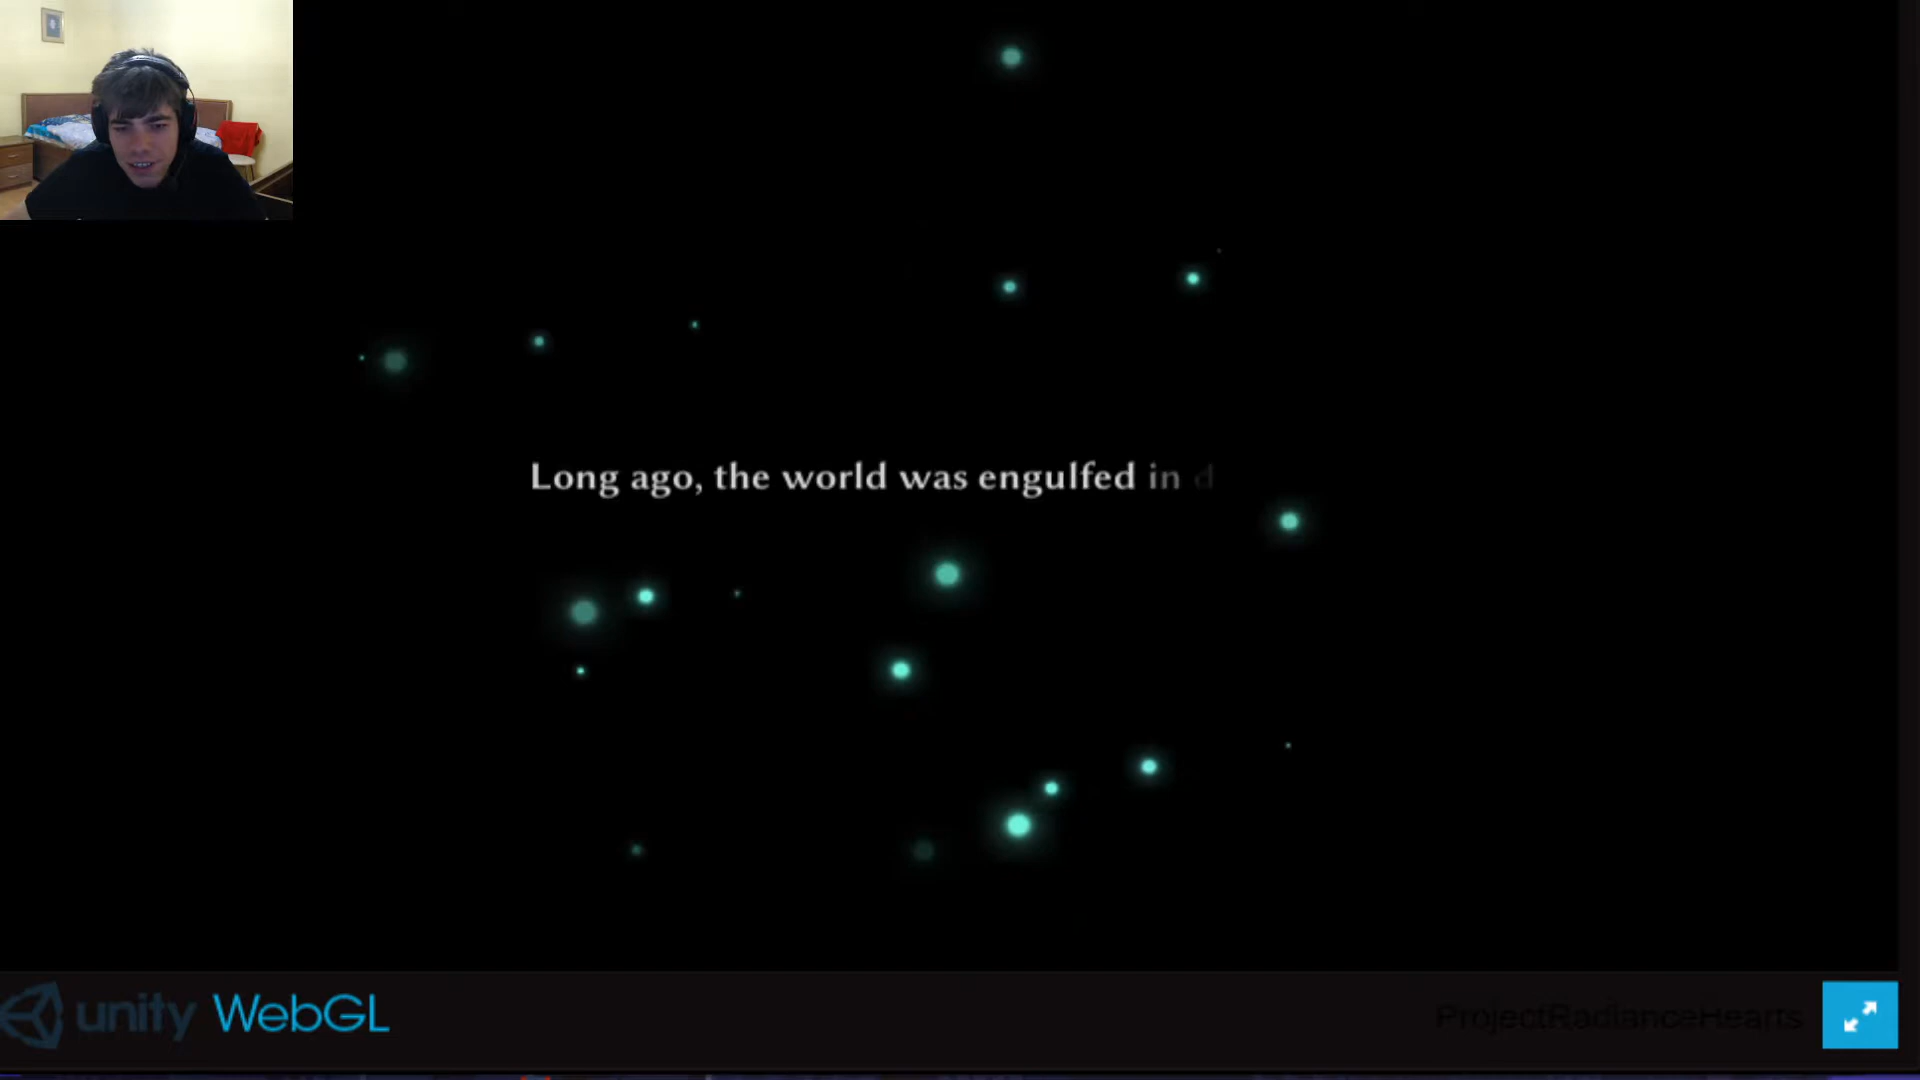 Long ago, the world was engulfed in d
unity WebGL
ProjectRadianceHearts